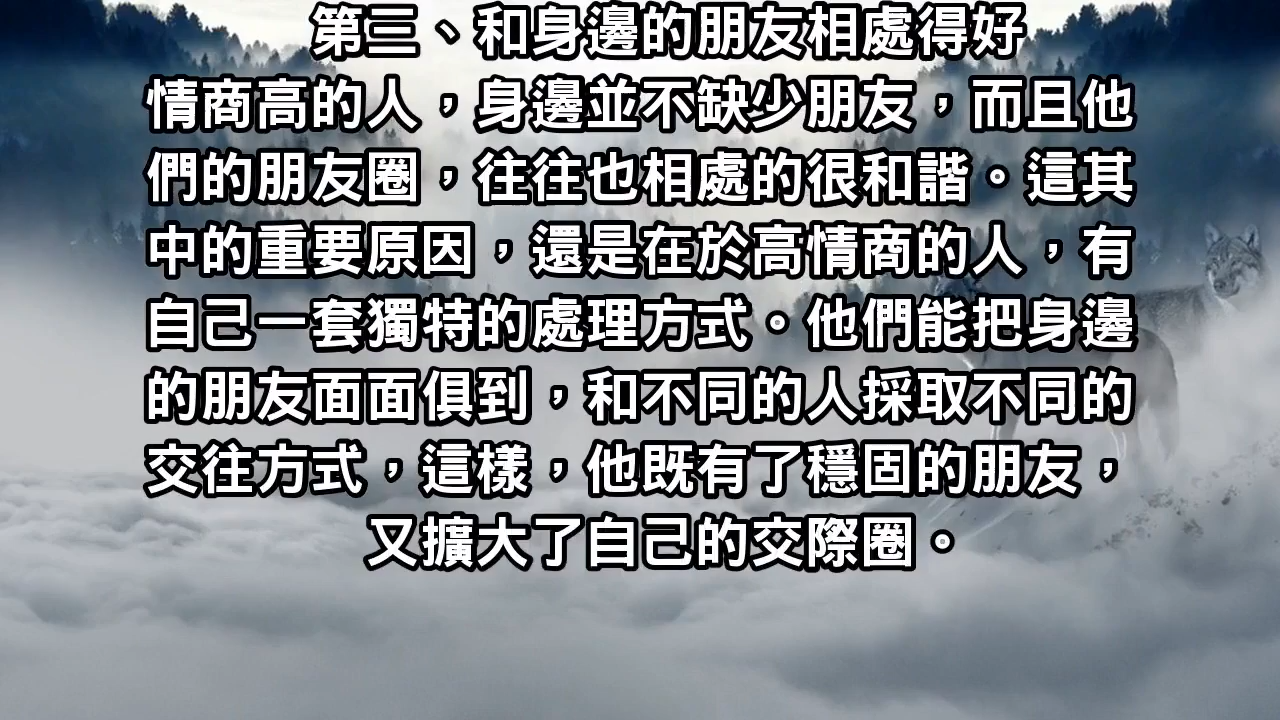 第三、和身邊的朋友相處得好
情商高的人，身邊並不缺少朋友，而且他
們的朋友圈，往往也相處的很和諧。這其
中的重要原因，還是在於高情商的人，有
自己一套獨特的處理方式。他們能把身邊
的朋友面面俱到，和不同的人採取不同的
交往方式，這樣，他既有了穩固的朋友，
又擴大了自己的交際圈。